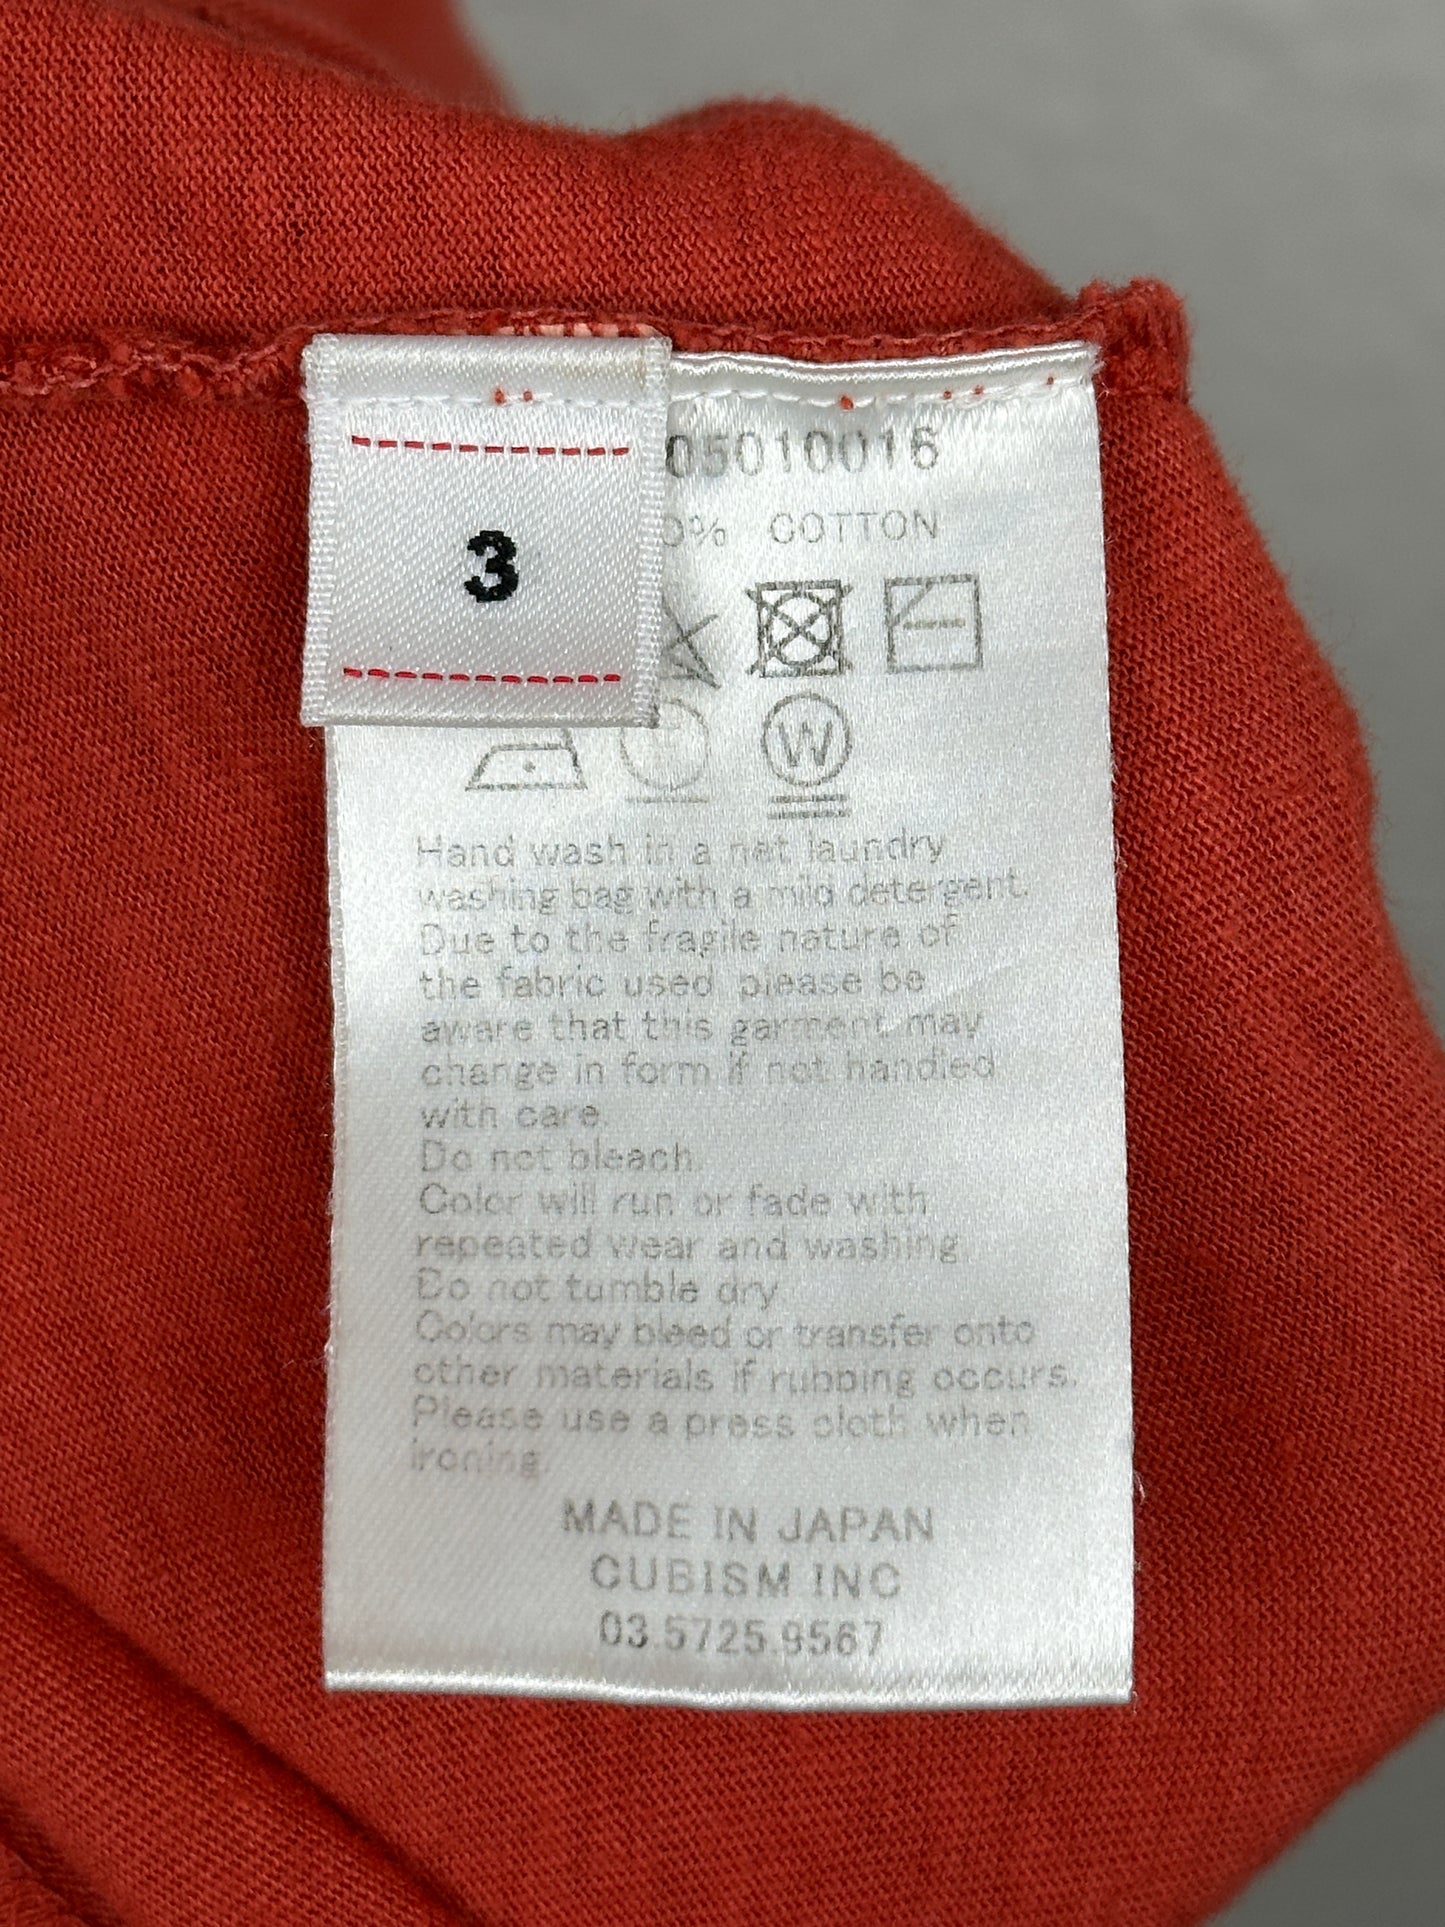 3
05010016
0% COTTON
W
Hand wash in a net laundry
washing bag with a mild detergent.
Due to the fragile nature of
the fabric used please be
aware that this garment may
change in form if not handled
with care.
Do not bleach.
Color will run or fade with
repeated wear and washing.
Do not tumble dry
Colors may bleed or transfer onto
other materials if rubbing occurs.
Please use a press cloth when
ironing.
MADE IN JAPAN
CUBISM INC
03.5725.9567